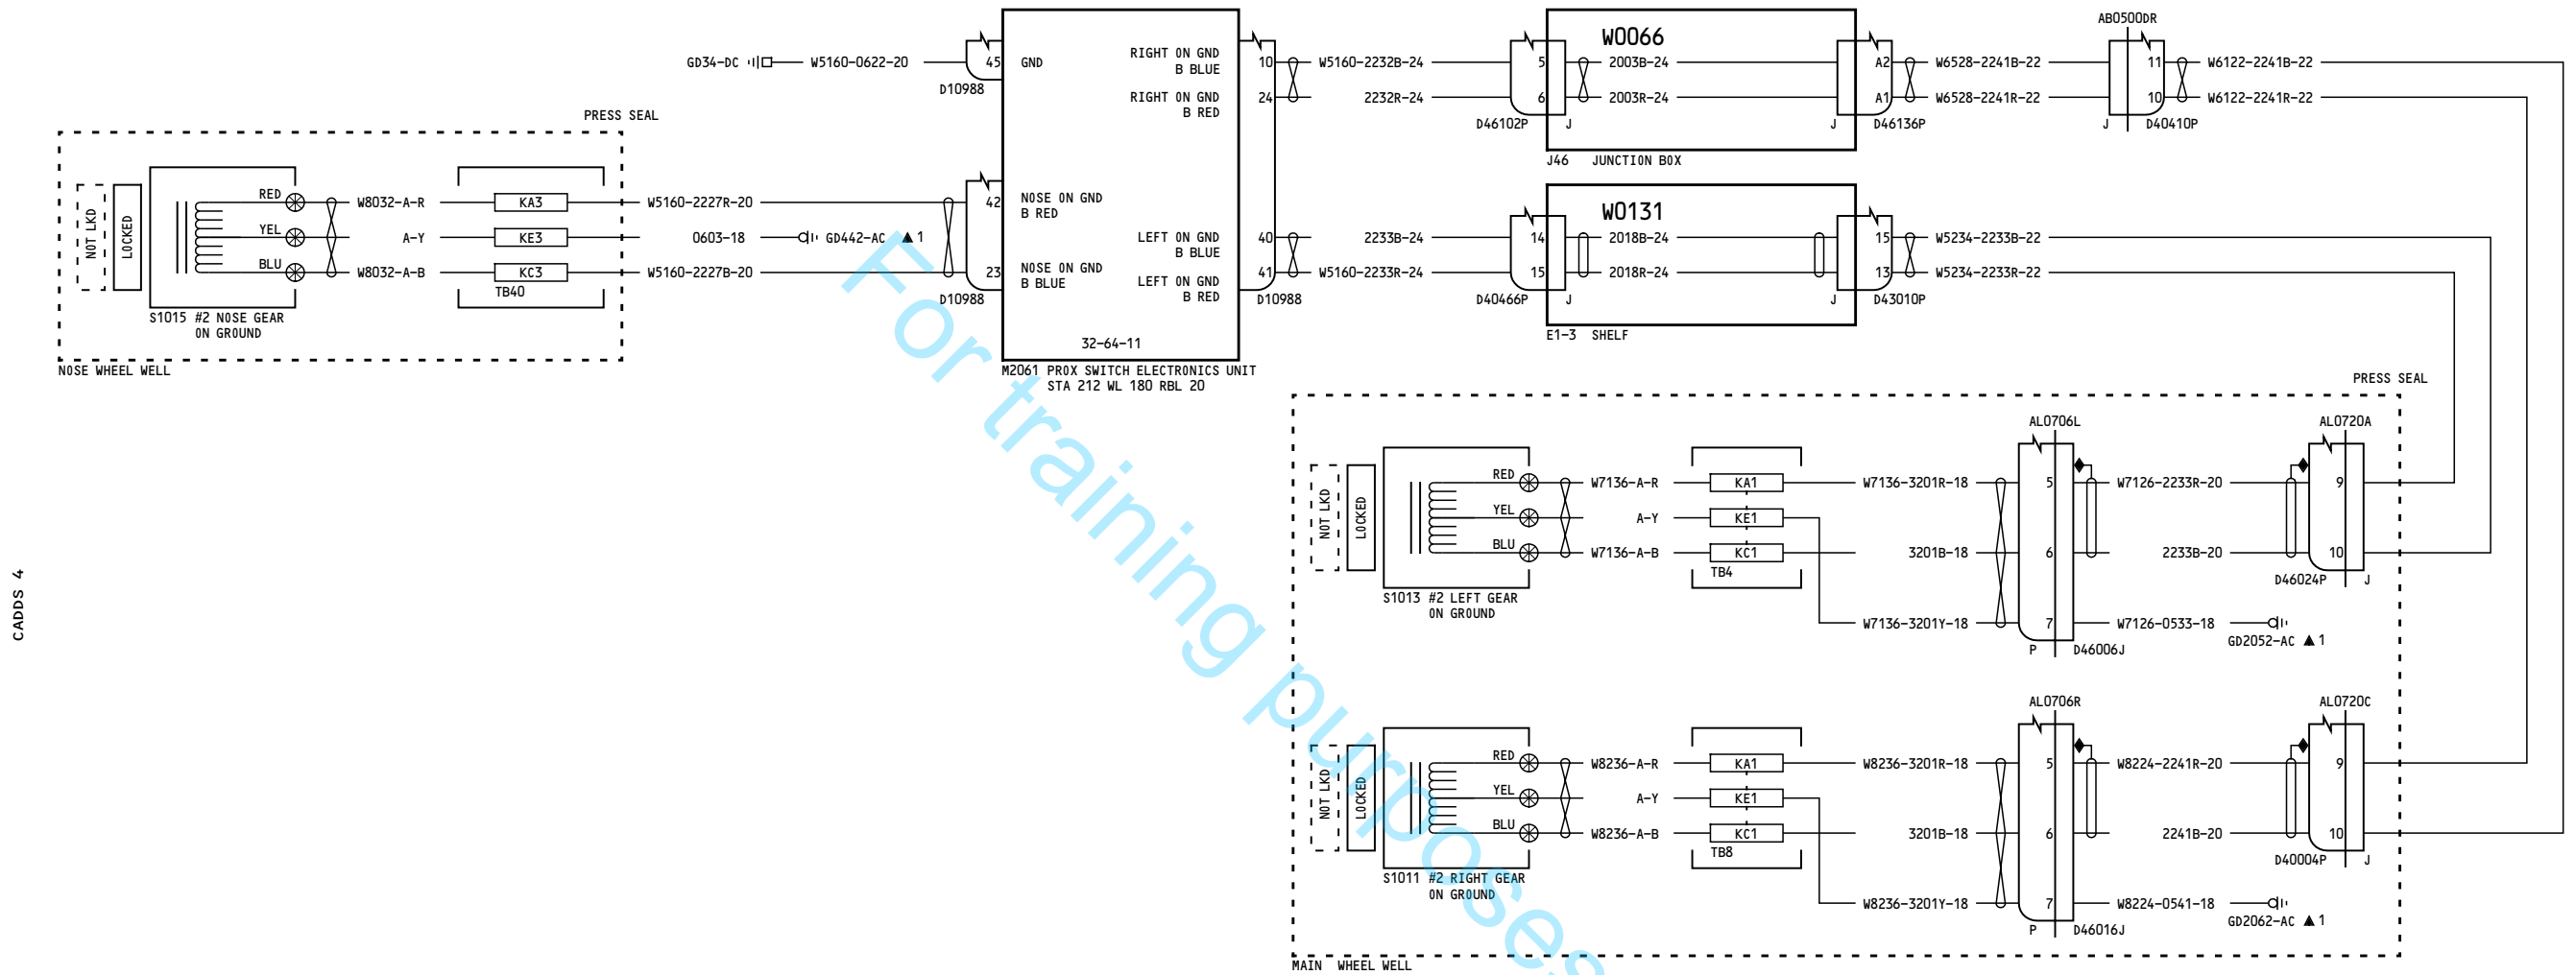 AB0500DR
GD34-DC W5160-0622-20 45 GND
D10988
RIGHT ON GND
B BLUE
10 W5160-2232B-24 5
RIGHT ON GND
B RED
24 2232R-24 6
D46102P J
W0066
2003B-24 A2 W6528-2241B-22 11 W6122-2241B-22
2003R-24 A1 W6528-2241R-22 10 W6122-2241R-22
J D46136P J D40410P
J46 JUNCTION BOX
PRESS SEAL
NOT LKD
LOCKED
RED W8032-A-R KA3 W5160-2227R-20 42
NOSE ON GND
B RED
YEL A-Y KE3 0603-18 GD442-AC ▲1
BLU W8032-A-B KC3 W5160-2227B-20 23
NOSE ON GND
B BLUE
TB40
D10988
S1015 #2 NOSE GEAR
ON GROUND
NOSE WHEEL WELL
LEFT ON GND
B BLUE
40 2233B-24 14
LEFT ON GND
B RED
41 W5160-2233R-24 15
D10988
D40466P J
W0131
2018B-24 15 W5234-2233B-22
2018R-24 13 W5234-2233R-22
J D43010P
E1-3 SHELF
32-64-11
M2061 PROX SWITCH ELECTRONICS UNIT
STA 212 WL 180 RBL 20
PRESS SEAL
AL0706L AL0720A
NOT LKD
LOCKED
RED W7136-A-R KA1 W7136-3201R-18 5 W7126-2233R-20 9
YEL A-Y KE1
BLU W7136-A-B KC1 3201B-18 6 2233B-20 10
TB4
D46024P J
S1013 #2 LEFT GEAR
ON GROUND
W7136-3201Y-18 7 W7126-0533-18
GD2052-AC ▲1
P D46006J
AL0706R AL0720C
NOT LKD
LOCKED
RED W8236-A-R KA1 W8236-3201R-18 5 W8224-2241R-20 9
YEL A-Y KE1
BLU W8236-A-B KC1 3201B-18 6 2241B-20 10
TB8
D40004P J
S1011 #2 RIGHT GEAR
ON GROUND
W8236-3201Y-18 7 W8224-0541-18
GD2062-AC ▲1
P D46016J
MAIN WHEEL WELL
CADDS 4
For training purposes